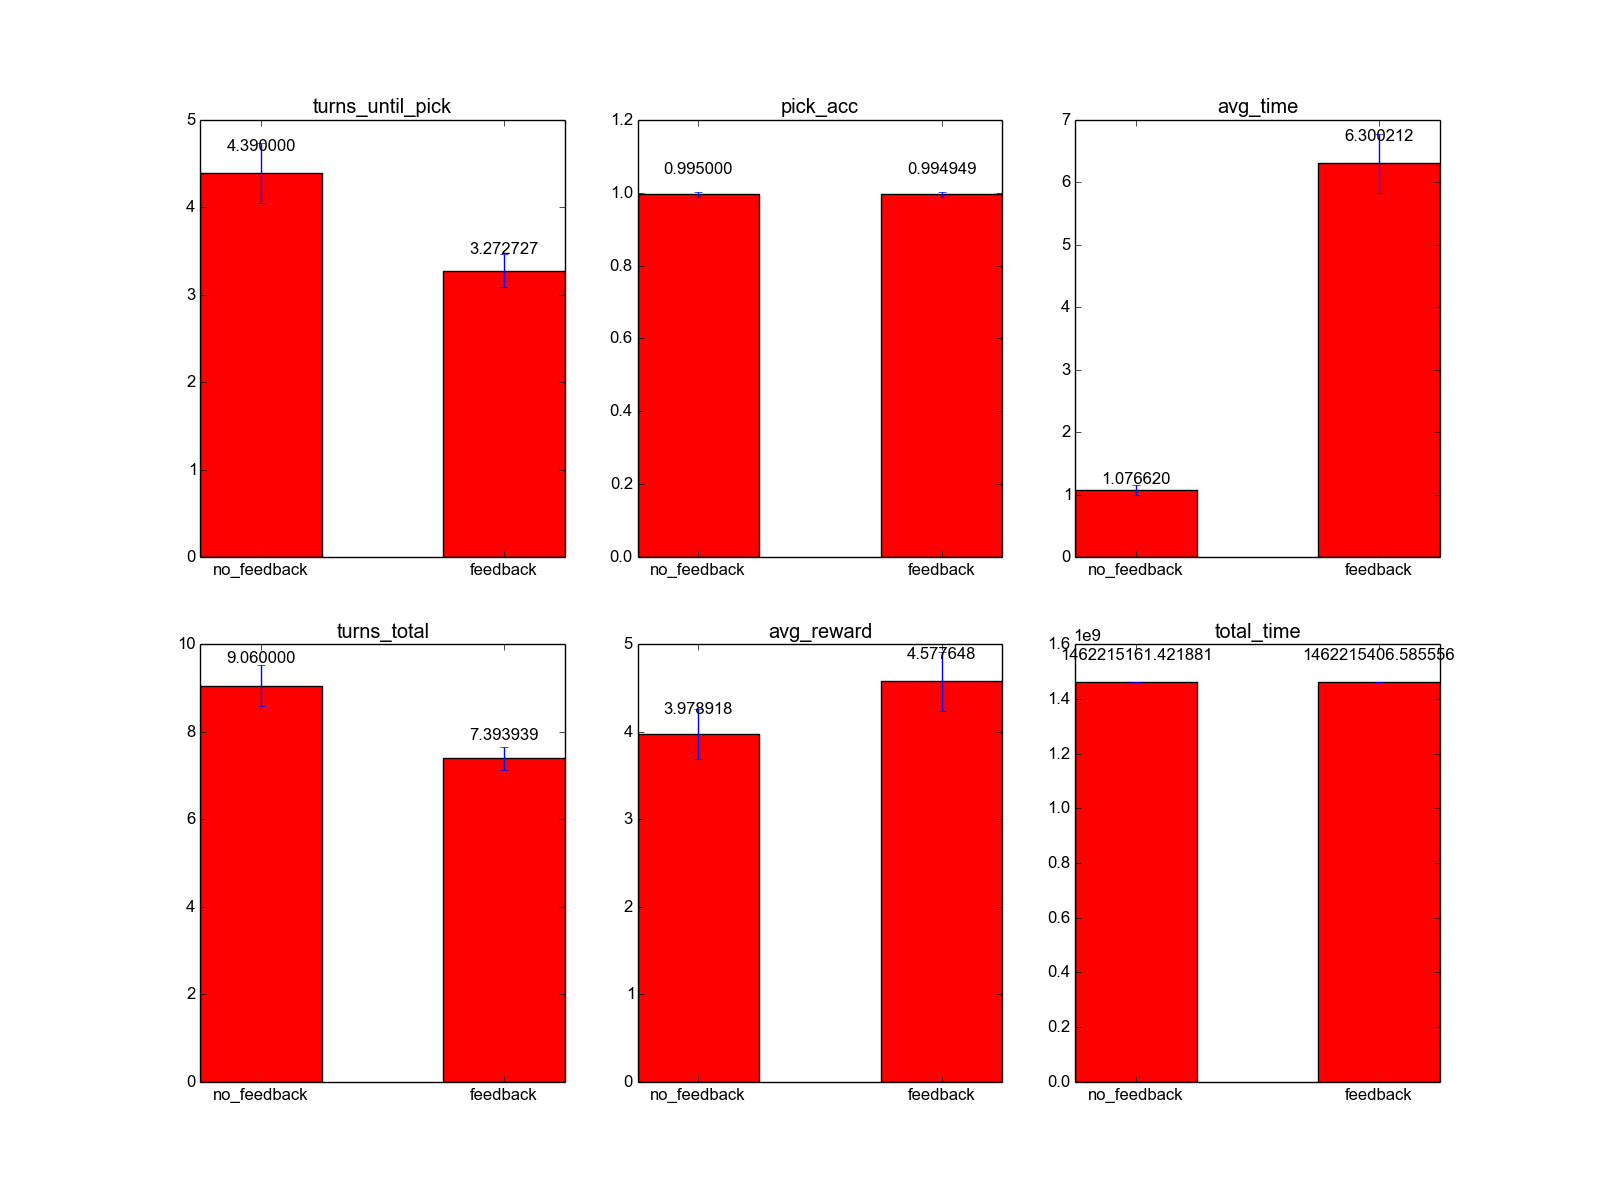 turns_until_pick
5
4
3
2
1
0
4.390000
3.272727
no_feedback
feedback
pick_acc
1.2
1.0
0.8
0.6
0.4
0.2
0.0
0.995000
0.994949
no_feedback
feedback
avg_time
7
6
5
4
3
2
1
0
1.076620
6.300212
no_feedback
feedback
turns_total
10
8
6
4
2
0
9.060000
7.393939
no_feedback
feedback
avg_reward
5
4
3
2
1
0
3.978918
4.577648
no_feedback
feedback
total_time
1e9
1.6
1.4
1.2
1.0
0.8
0.6
0.4
0.2
0.0
1462215161.421881
1462215406.585556
no_feedback
feedback